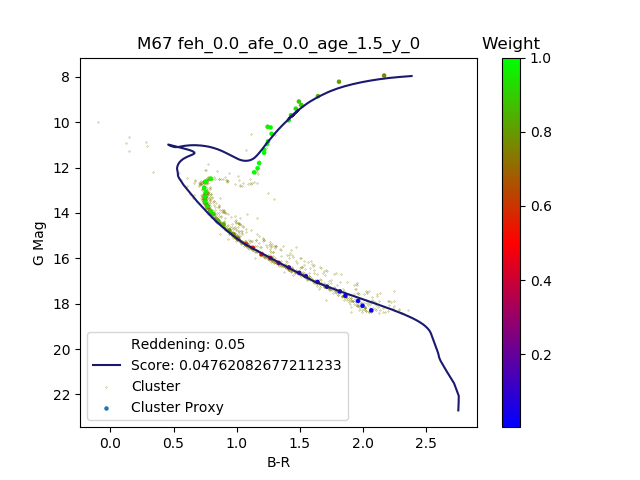 M67 feh_0.0_afe_0.0_age_1.5_y_0
Weight
8
10
12
14
16
18
20
22
G Mag
0.0
0.5
1.0
1.5
2.0
2.5
B-R
Reddening: 0.05
Score: 0.04762082677211233
Cluster
Cluster Proxy
1.0
0.8
0.6
0.4
0.2